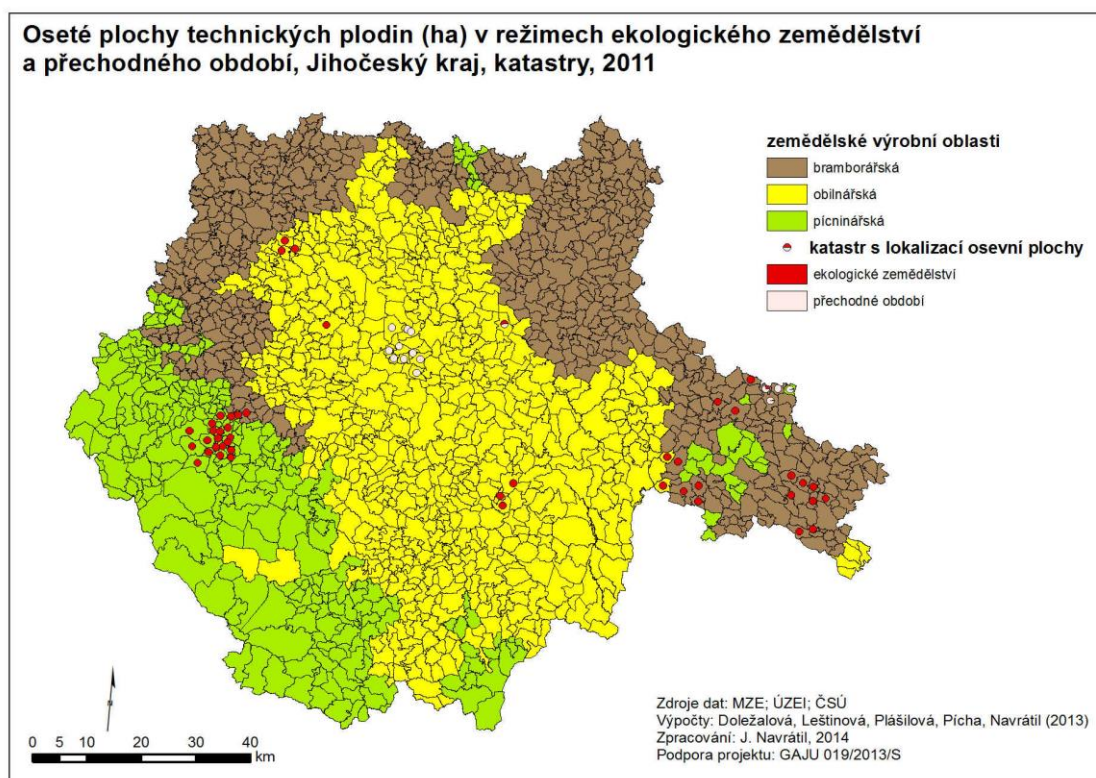 Oseté plochy technických plodin (ha) v režimech ekologického zemědělství
a přechodného období, Jihočeský kraj, katastry, 2011
zemědělské výrobní oblasti
bramborářská
obilnářská
pícninářská
katastr s lokalizací osevní plochy
ekologické zemědělství
přechodné období
N
0 5 10 20 30 40
km
Zdroje dat: MZE; ÚZEI; ČSÚ
Výpočty: Doležalová, Leštinová, Plášilová, Pícha, Navrátil (2013)
Zpracování: J. Navrátil, 2014
Podpora projektu: GAJU 019/2013/S